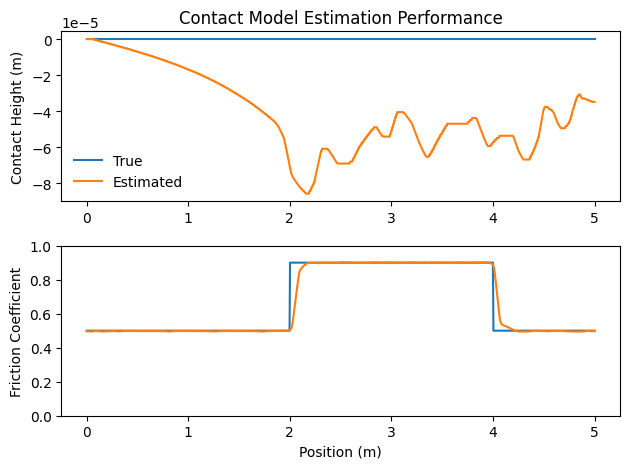 Contact Model Estimation Performance
1e−5
Contact Height (m)
0
−2
−4
−6
−8
True
Estimated
0 1 2 3 4 5
Friction Coefficient
1.0
0.8
0.6
0.4
0.2
0.0
0 1 2 3 4 5
Position (m)